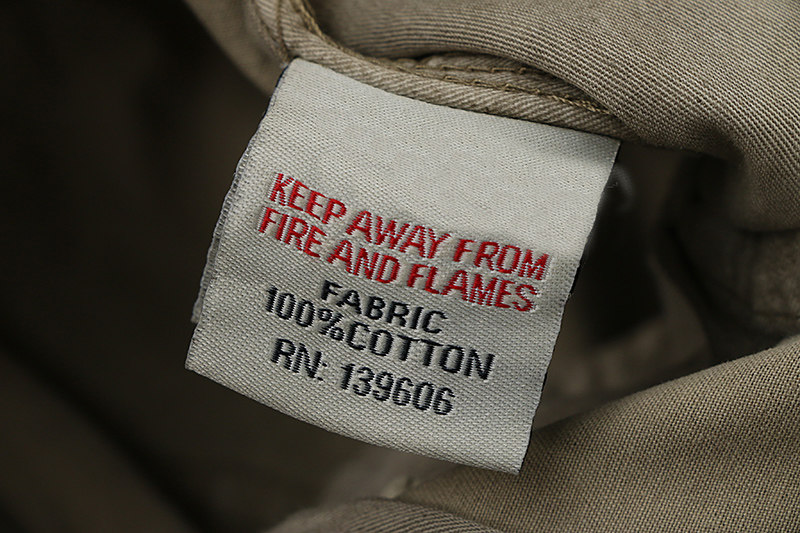 KEEP AWAY FROM
FIRE AND FLAMES
FABRIC
100%COTTON
RN: 139606